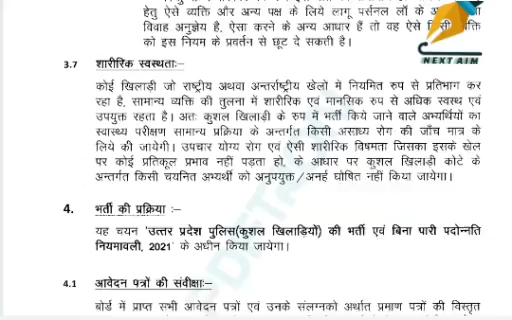 हेतु ऐसे व्यक्ति और अन्य पक्ष के लिये लागू पर्सनल लॉ के अ
विवाह अनुज्ञेय है, ऐसा करने के अन्य आधार हैं तो वह ऐसे किसी व्यक्ति
को इस नियम के प्रवर्तन से छूट दे सकती है।
NEXT AIM
3.7 शारीरिक स्वस्थताः–
कोई खिलाड़ी जो राष्ट्रीय अथवा अन्तर्राष्ट्रीय खेलो में नियमित रुप से प्रतिभाग कर
रहा है, सामान्य व्यक्ति की तुलना में शारीरिक एवं मानसिक रुप से अधिक स्वस्थ एवं
उपयुक्त रहता है। अतः कुशल खिलाड़ी के रुप में भर्ती किये जाने वाले अभ्यर्थियों का
स्वास्थ्य परीक्षण सामान्य प्रक्रिया के अन्तर्गत किसी असाध्य रोग की जाँच मात्र के
लिये की जायेगी। उपचार योग्य रोग एवं ऐसी शारीरिक विषमता जिसका इसके खेल
पर कोई प्रतिकूल प्रभाव नहीं पड़ता हो, के आधार पर कुशल खिलाड़ी कोटे के
अन्तर्गत किसी चयनित अभ्यर्थी को अनुपयुक्त/अनर्ह घोषित नहीं किया जायेगा।
4. भर्ती की प्रक्रिया :–
यह चयन 'उत्तर प्रदेश पुलिस(कुशल खिलाड़ियों) की भर्ती एवं बिना पारी पदोन्नति
नियमावली, 2021' के अधीन किया जायेगा।
4.1 आवेदन पत्रों की संवीक्षाः–
बोर्ड में प्राप्त सभी आवेदन पत्रों एवं उनके संलग्नको अर्थात प्रमाण पत्रों की विस्तृत